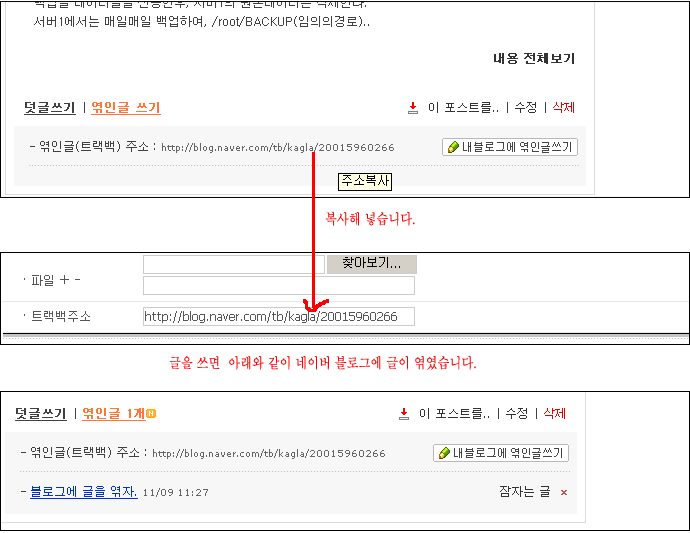 서버1에서는 매일매일 백업하여, /root/BACKUP(임의의경로)..
내용 전체보기
덧글쓰기 | 엮인글 쓰기 이 포스트를.. | 수정 | 삭제
- 엮인글(트랙백) 주소 : http://blog.naver.com/tb/kagla/20015960266 내블로그에 엮인글쓰기
주소복사
복사해 넣습니다.
찾아보기...
· 파일 + -
· 트랙백주소 http://blog.naver.com/tb/kagla/20015960266
글을 쓰면 아래와 같이 네이버 블로그에 글이 엮였습니다.
덧글쓰기 | 엮인글 1개 N 이 포스트를.. | 수정 | 삭제
- 엮인글(트랙백) 주소 : http://blog.naver.com/tb/kagla/20015960266 내블로그에 엮인글쓰기
- 블로그에 글을 엮자. 11/09 11:27 잠자는 글 ×